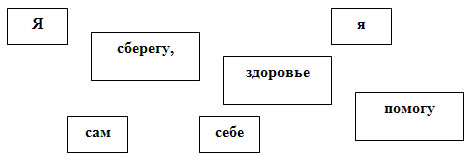 Я я
сберегу,
здоровье
помогу
сам себе